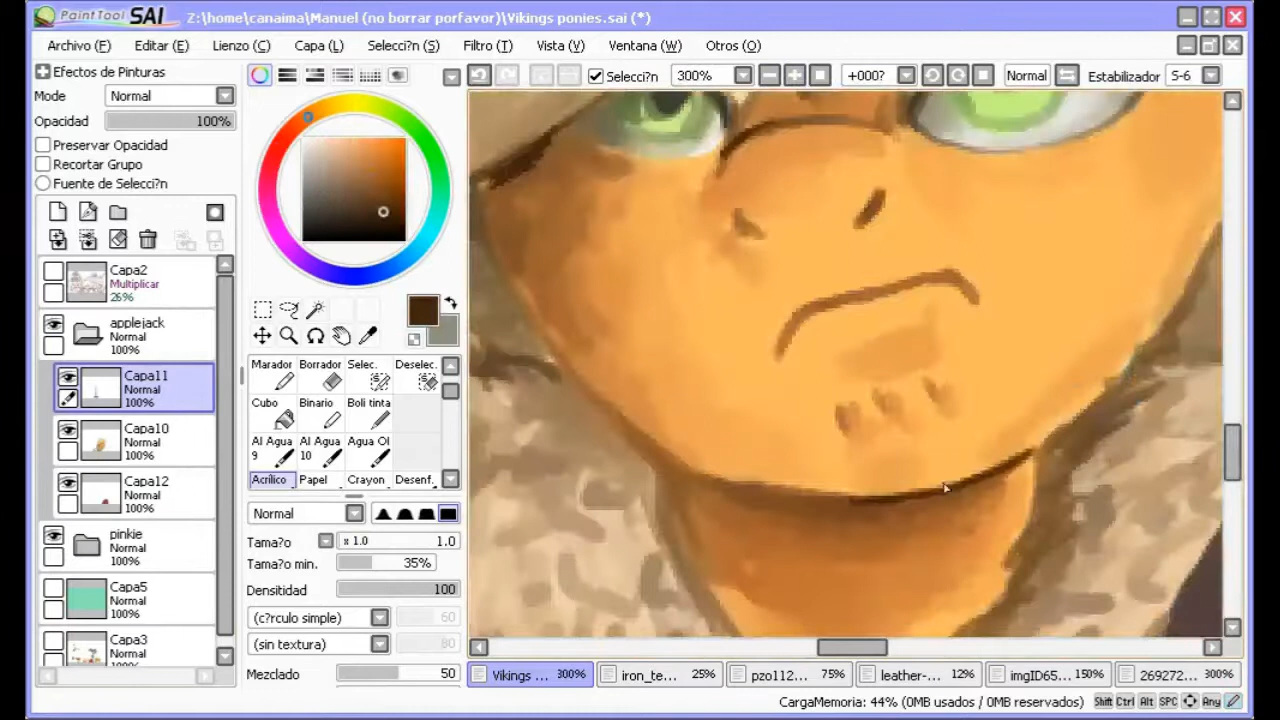 PaintTool SAI Z:\home\canaima\Manuel (no borrar porfavor)\Vikings ponies.sai (*)
Archivo (F) Editar (E) Lienzo (C) Capa (L) Selecci?n (S) Filtro (T) Vista (V) Ventana (W) Otros (O)
Efectos de Pinturas
Mode Normal
Opacidad 100%
Preservar Opacidad
Recortar Grupo
Fuente de Selecci?n
Capa2
Multiplicar
26%
applejack
Normal
100%
Capa11
Normal
100%
Capa10
Normal
100%
Capa12
Normal
100%
pinkie
Normal
100%
Capa5
Normal
100%
Capa3
Normal
100%
Marador Borrador Selec. Deselec.
Cubo Binario Boli tinta
Al Agua 9 Al Agua 10 Agua Ol
Acrílico Papel Crayon Desenf.
Normal
Tama?o x 1.0 1.0
Tama?o min. 35%
Densitidad 100
(c?rculo simple) 50
(sin textura) 80
Mezclado 50
Selecci?n 300% +000? Normal Estabilizador S-6
Vikings ... 300% iron_te... 25% pzo112... 75% leather-... 12% imgID65... 150% 269272... 300%
CargaMemoria: 44% (0MB usados / 0MB reservados) Shift Ctrl Alt SPC Any